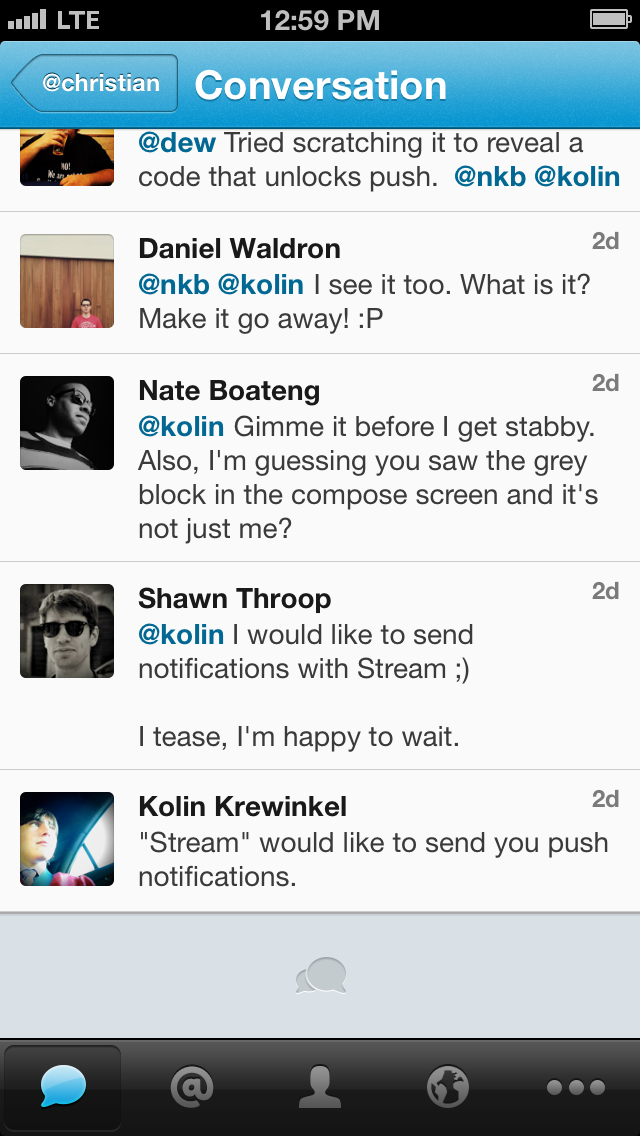 LTE 12:59 PM
@christian Conversation
@dew Tried scratching it to reveal a
code that unlocks push. @nkb @kolin
Daniel Waldron 2d
@nkb @kolin I see it too. What is it?
Make it go away! :P
Nate Boateng 2d
@kolin Gimme it before I get stabby.
Also, I'm guessing you saw the grey
block in the compose screen and it's
not just me?
Shawn Throop 2d
@kolin I would like to send
notifications with Stream ;)
I tease, I'm happy to wait.
Kolin Krewinkel 2d
"Stream" would like to send you push
notifications.